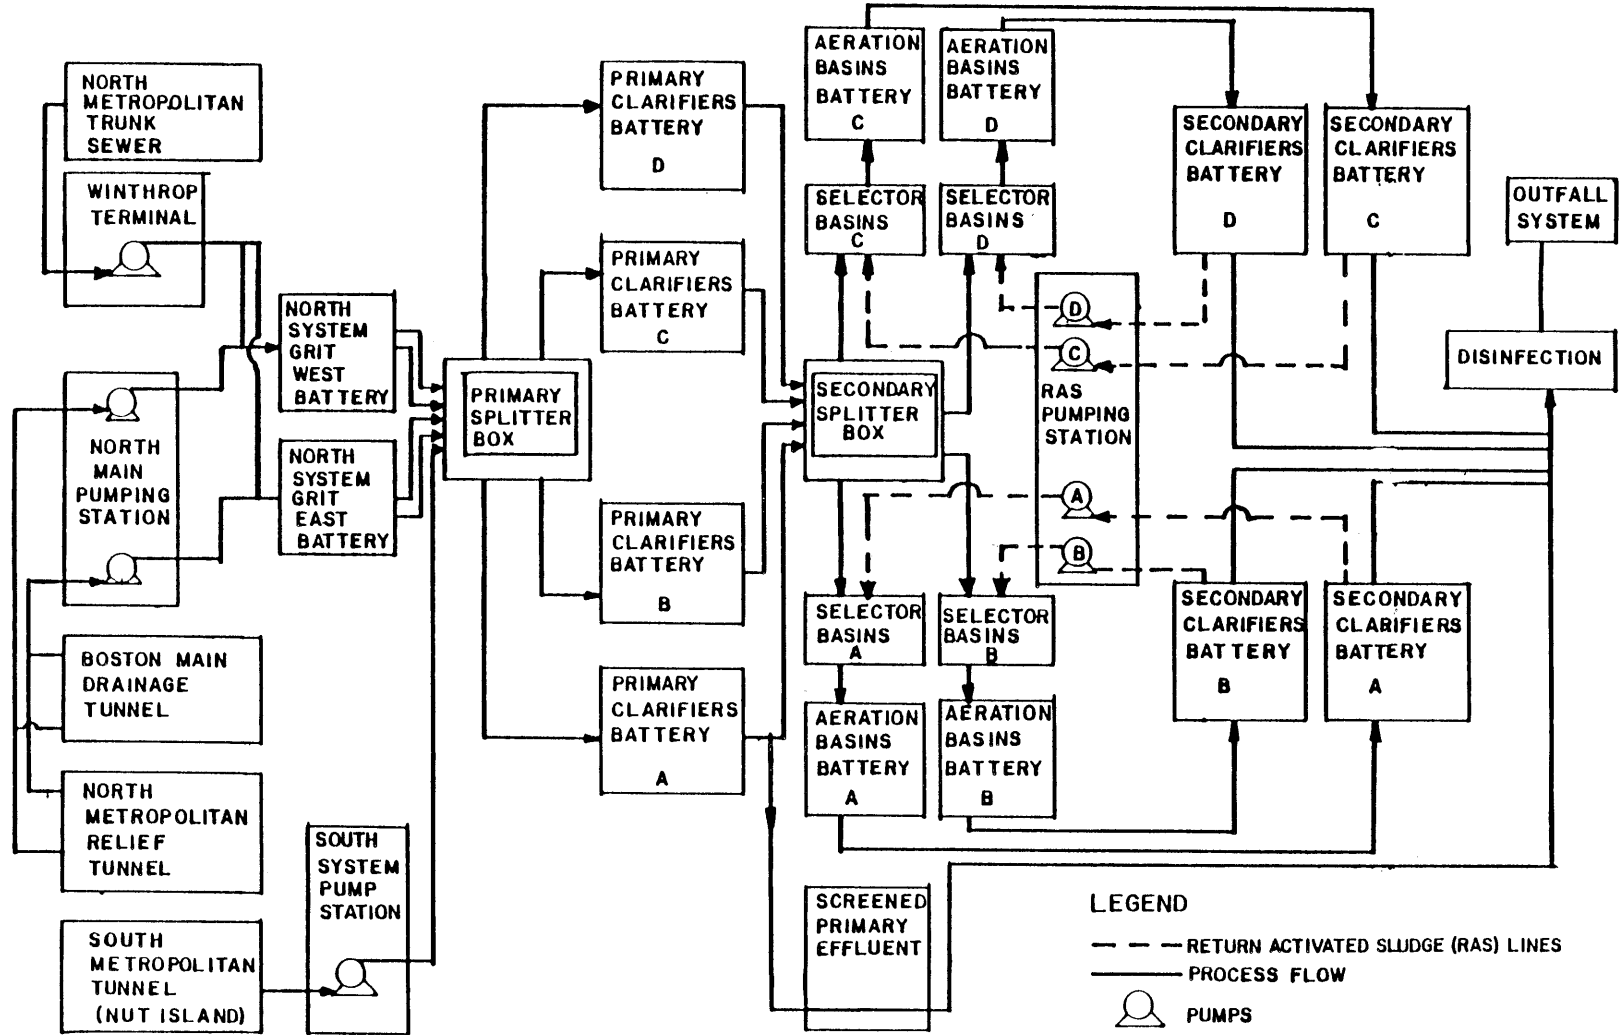 NORTH
METROPOLITAN
TRUNK
SEWER
WINTHROP
TERMINAL
NORTH
MAIN
PUMPING
STATION
BOSTON MAIN
DRAINAGE
TUNNEL
NORTH
METROPOLITAN
RELIEF
TUNNEL
SOUTH
METROPOLITAN
TUNNEL
(NUT ISLAND)
NORTH
SYSTEM
GRIT
WEST
BATTERY
NORTH
SYSTEM
GRIT
EAST
BATTERY
SOUTH
SYSTEM
PUMP
STATION
PRIMARY
SPLITTER
BOX
PRIMARY
CLARIFIERS
BATTERY
D
PRIMARY
CLARIFIERS
BATTERY
C
PRIMARY
CLARIFIERS
BATTERY
B
PRIMARY
CLARIFIERS
BATTERY
A
AERATION
BASINS
BATTERY
C
AERATION
BASINS
BATTERY
D
SELECTOR
BASINS
C
SELECTOR
BASINS
D
SECONDARY
SPLITTER
BOX
SELECTOR
BASINS
A
SELECTOR
BASINS
B
AERATION
BASINS
BATTERY
A
AERATION
BASINS
BATTERY
B
SCREENED
PRIMARY
EFFLUENT
D
C
RAS
PUMPING
STATION
A
B
SECONDARY
CLARIFIERS
BATTERY
D
SECONDARY
CLARIFIERS
BATTERY
C
SECONDARY
CLARIFIERS
BATTERY
B
SECONDARY
CLARIFIERS
BATTERY
A
OUTFALL
SYSTEM
DISINFECTION
LEGEND
RETURN ACTIVATED SLUDGE (RAS) LINES
PROCESS FLOW
PUMPS